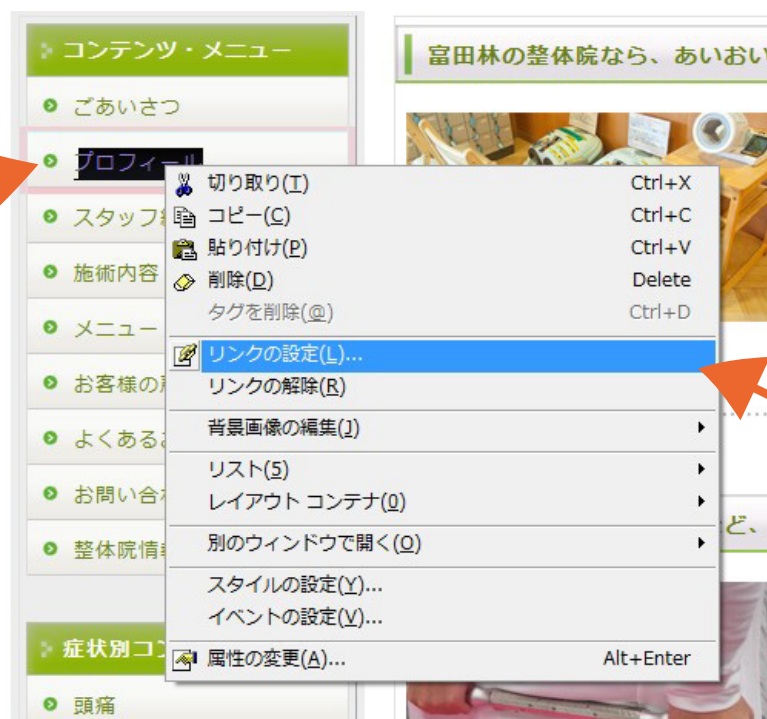 コンテンツ・メニュー
ごあいさつ
プロフィール
スタッフ
施術内容
メニュー
お客様の
よくある
お問い合
整体院情
症状別コ
頭痛
富田林の整体院なら、あいおい
切り取り(T) Ctrl+X
コピー(C) Ctrl+C
貼り付け(P) Ctrl+V
削除(D) Delete
タグを削除(@) Ctrl+D
リンクの設定(L)...
リンクの解除(R)
背景画像の編集(J)
リスト(5)
レイアウト コンテナ(0)
別のウィンドウで開く(O)
スタイルの設定(Y)...
イベントの設定(V)...
属性の変更(A)... Alt+Enter
ど、